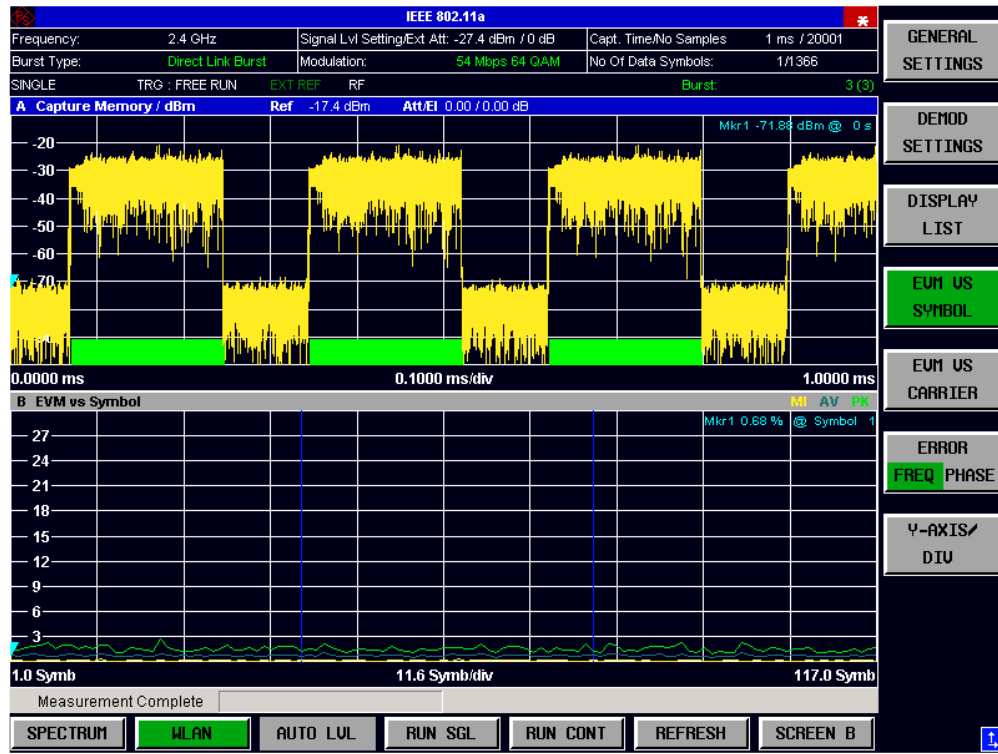 IEEE 802.11a
Frequency: 2.4 GHz Signal Lvl Setting/Ext Att: -27.4 dBm / 0 dB Capt. Time/No Samples 1 ms / 20001
Burst Type: Direct Link Burst Modulation: 54 Mbps 64 QAM No Of Data Symbols: 1/1366
SINGLE TRG : FREE RUN EXT REF RF Burst: 3 (3)
A Capture Memory / dBm Ref -17.4 dBm Att/El 0.00 / 0.00 dB
Mkr1 -71.88 dBm @ 0 s
-20
-30
-40
-50
-60
-70
0.0000 ms 0.1000 ms/div 1.0000 ms
B EVM vs Symbol MI AV PK
Mkr1 0.68 % @ Symbol 1
27
24
21
18
15
12
9
6
3
1.0 Symb 11.6 Symb/div 117.0 Symb
Measurement Complete
SPECTRUM WLAN AUTO LVL RUN SGL RUN CONT REFRESH SCREEN B
GENERAL
SETTINGS
DEMOD
SETTINGS
DISPLAY
LIST
EVM VS
SYMBOL
EVM VS
CARRIER
ERROR
FREQ PHASE
Y-AXIS/
DIV